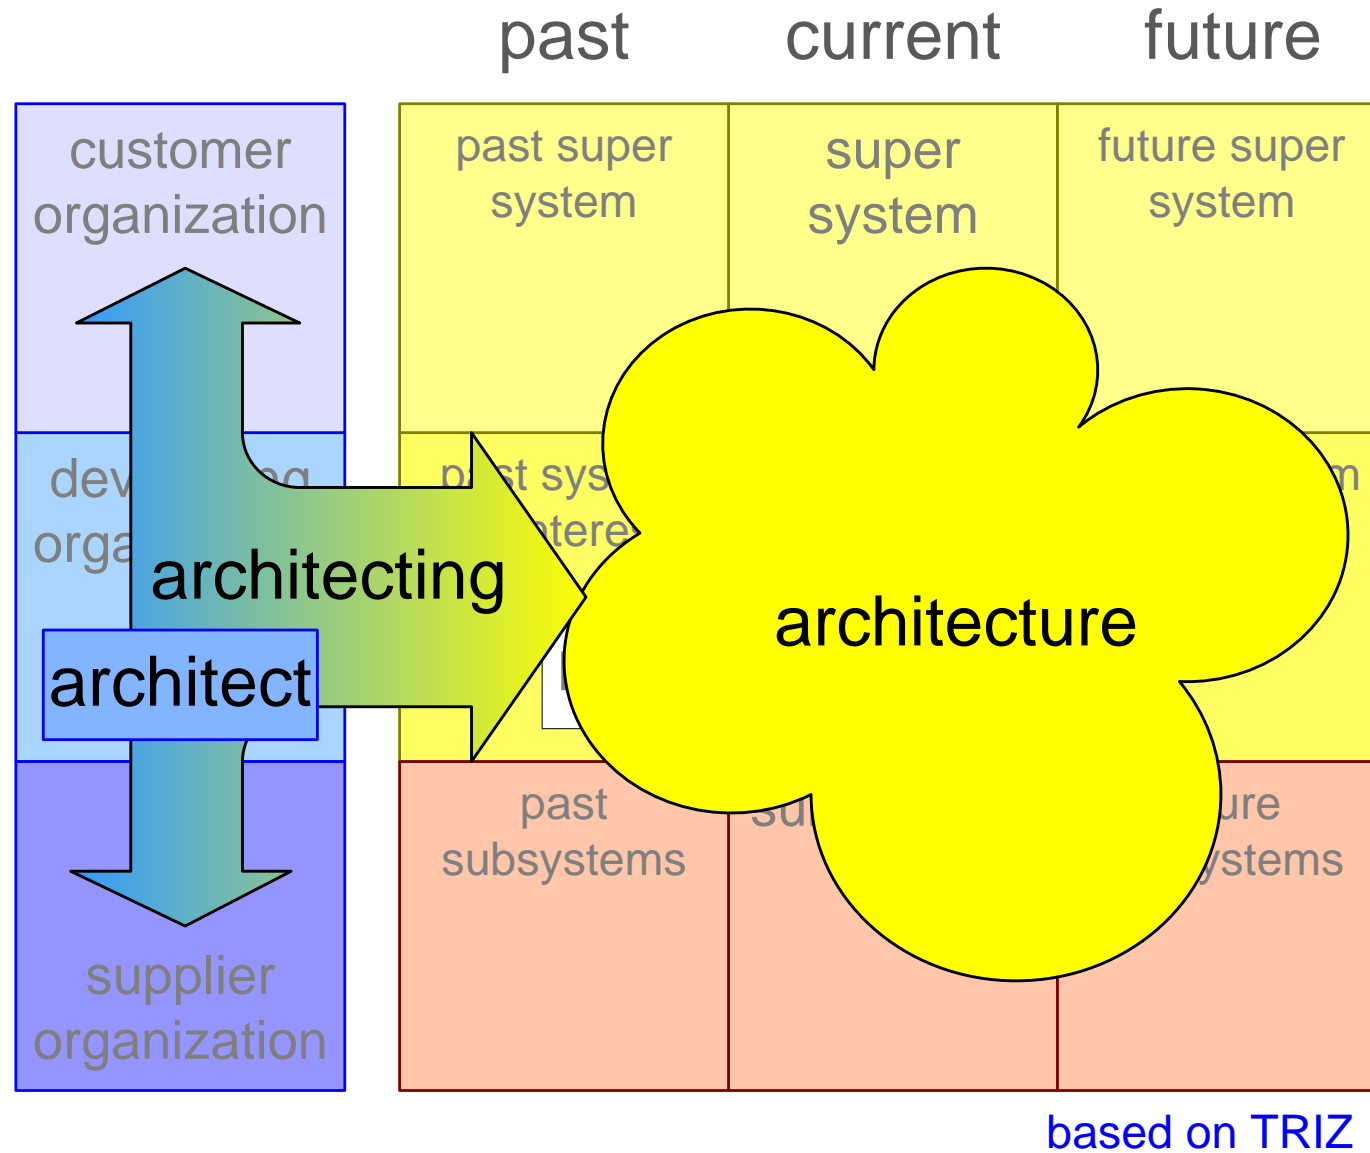 past current future
customer
organization
past super
system
super
system
future super
system
past
architecting
architect
architecture
past
subsystems
supplier
organization
based on TRIZ